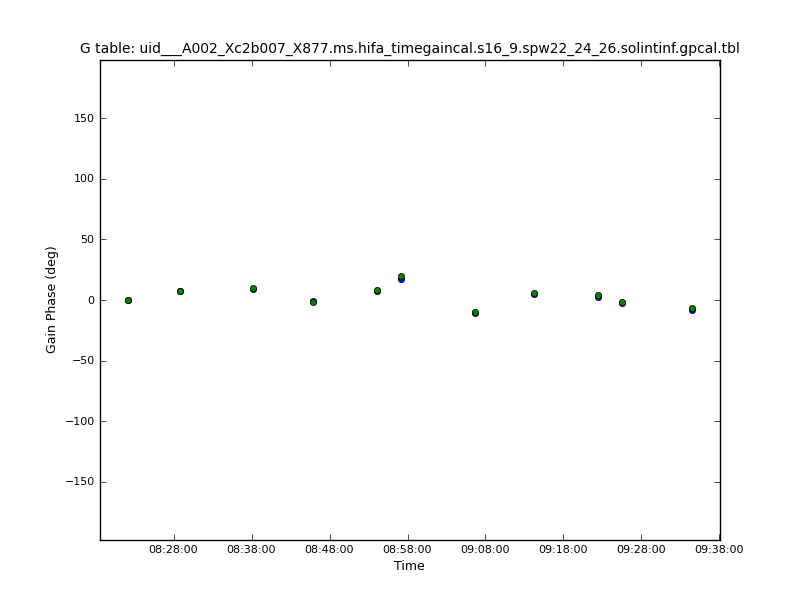 G table: uid___A002_Xc2b007_X877.ms.hifa_timegaincal.s16_9.spw22_24_26.solintinf.gpcal.tbl
150
100
50
0
−50
−100
−150
Gain Phase (deg)
08:28:00 08:38:00 08:48:00 08:58:00 09:08:00 09:18:00 09:28:00 09:38:00
Time